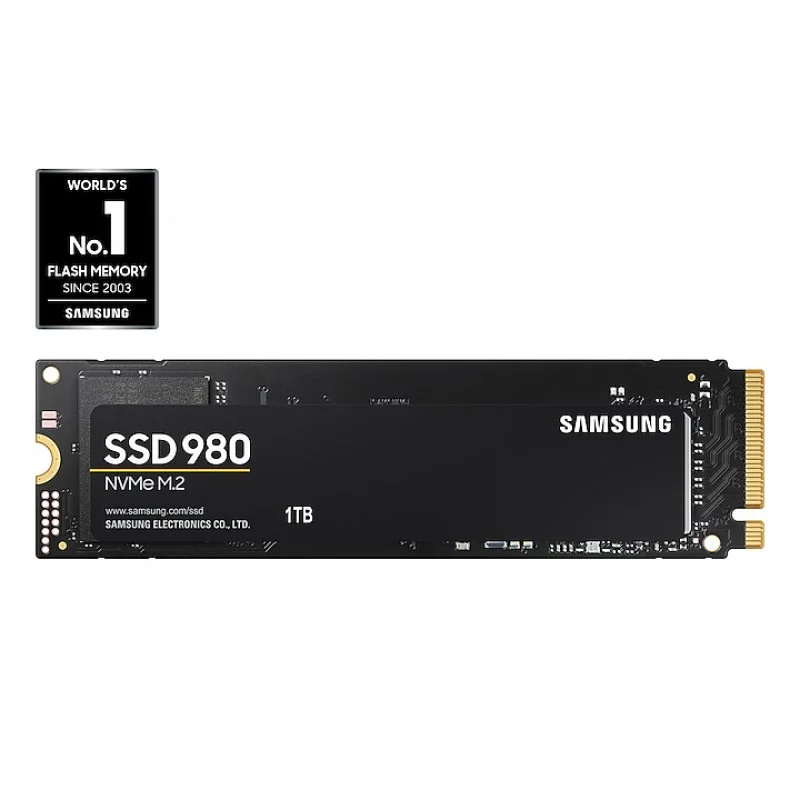 WORLD'S
No.1
FLASH MEMORY
SINCE 2003
SAMSUNG
SAMSUNG
SSD 980
NVMe M.2
www.samsung.com/ssd
SAMSUNG ELECTRONICS CO., LTD.
1TB